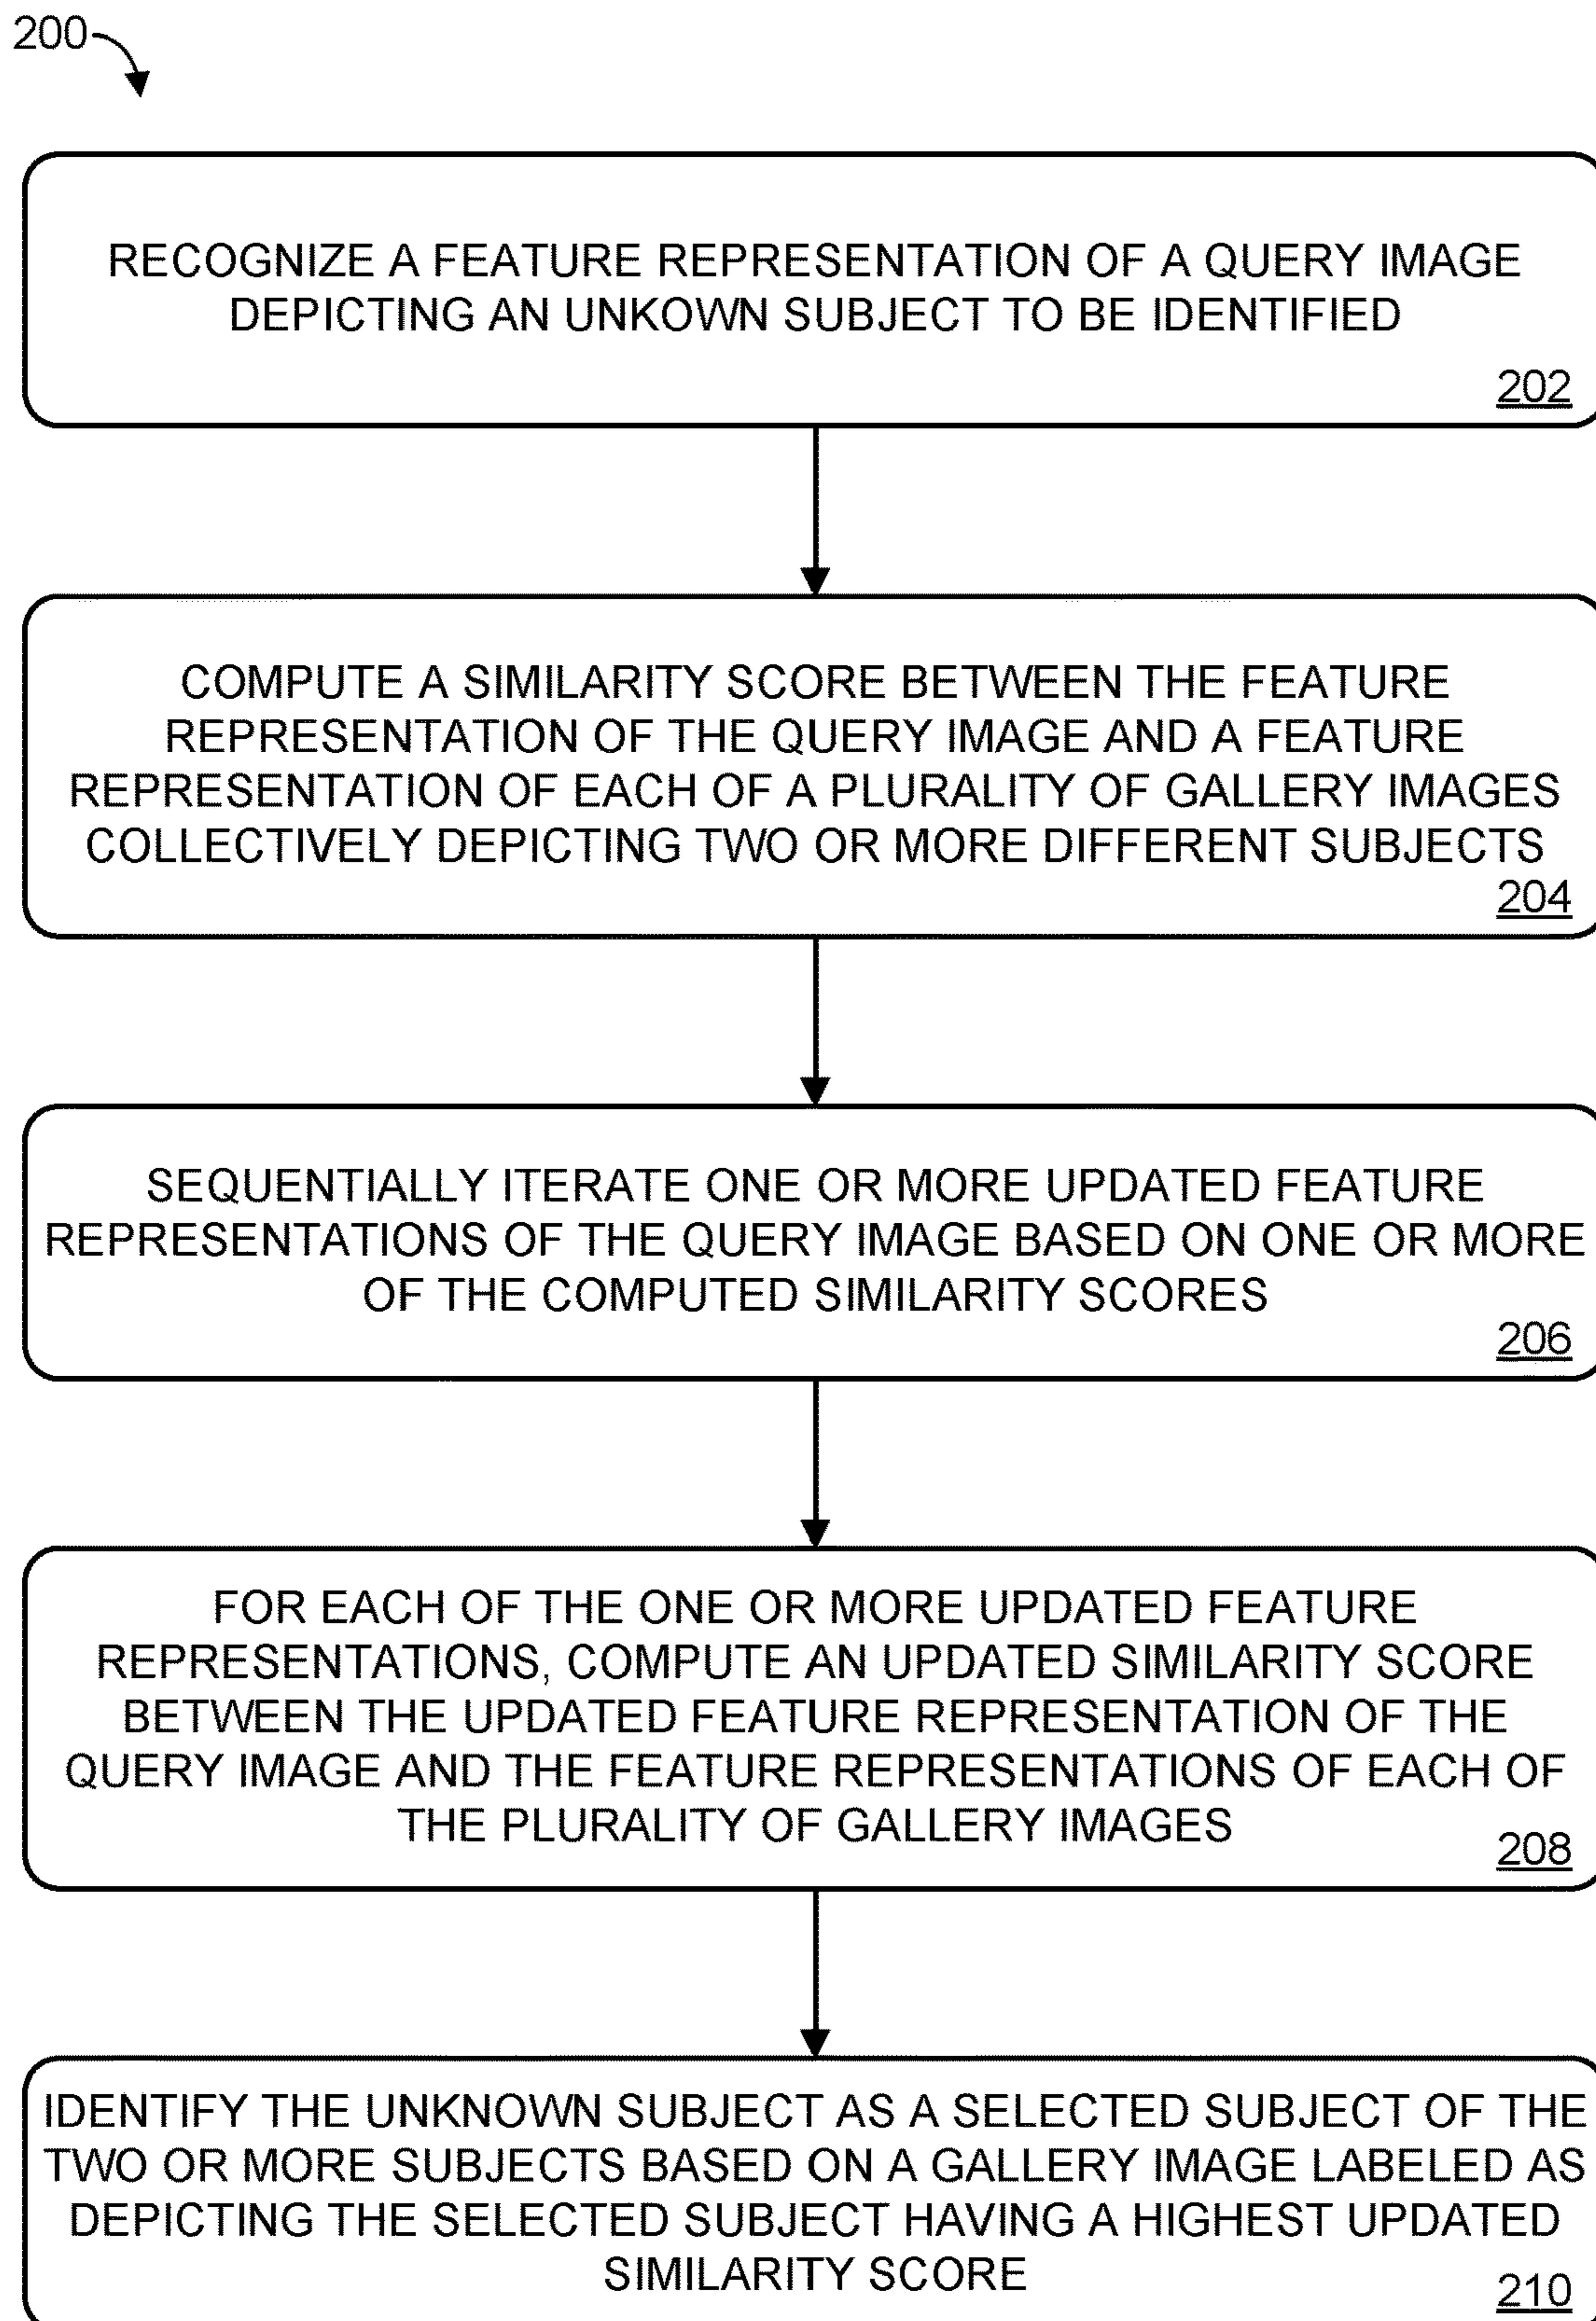 200
RECOGNIZE A FEATURE REPRESENTATION OF A QUERY IMAGE
DEPICTING AN UNKOWN SUBJECT TO BE IDENTIFIED
202
COMPUTE A SIMILARITY SCORE BETWEEN THE FEATURE
REPRESENTATION OF THE QUERY IMAGE AND A FEATURE
REPRESENTATION OF EACH OF A PLURALITY OF GALLERY IMAGES
COLLECTIVELY DEPICTING TWO OR MORE DIFFERENT SUBJECTS
204
SEQUENTIALLY ITERATE ONE OR MORE UPDATED FEATURE
REPRESENTATIONS OF THE QUERY IMAGE BASED ON ONE OR MORE
OF THE COMPUTED SIMILARITY SCORES
206
FOR EACH OF THE ONE OR MORE UPDATED FEATURE
REPRESENTATIONS, COMPUTE AN UPDATED SIMILARITY SCORE
BETWEEN THE UPDATED FEATURE REPRESENTATION OF THE
QUERY IMAGE AND THE FEATURE REPRESENTATIONS OF EACH OF
THE PLURALITY OF GALLERY IMAGES
208
IDENTIFY THE UNKNOWN SUBJECT AS A SELECTED SUBJECT OF THE
TWO OR MORE SUBJECTS BASED ON A GALLERY IMAGE LABELED AS
DEPICTING THE SELECTED SUBJECT HAVING A HIGHEST UPDATED
SIMILARITY SCORE
210